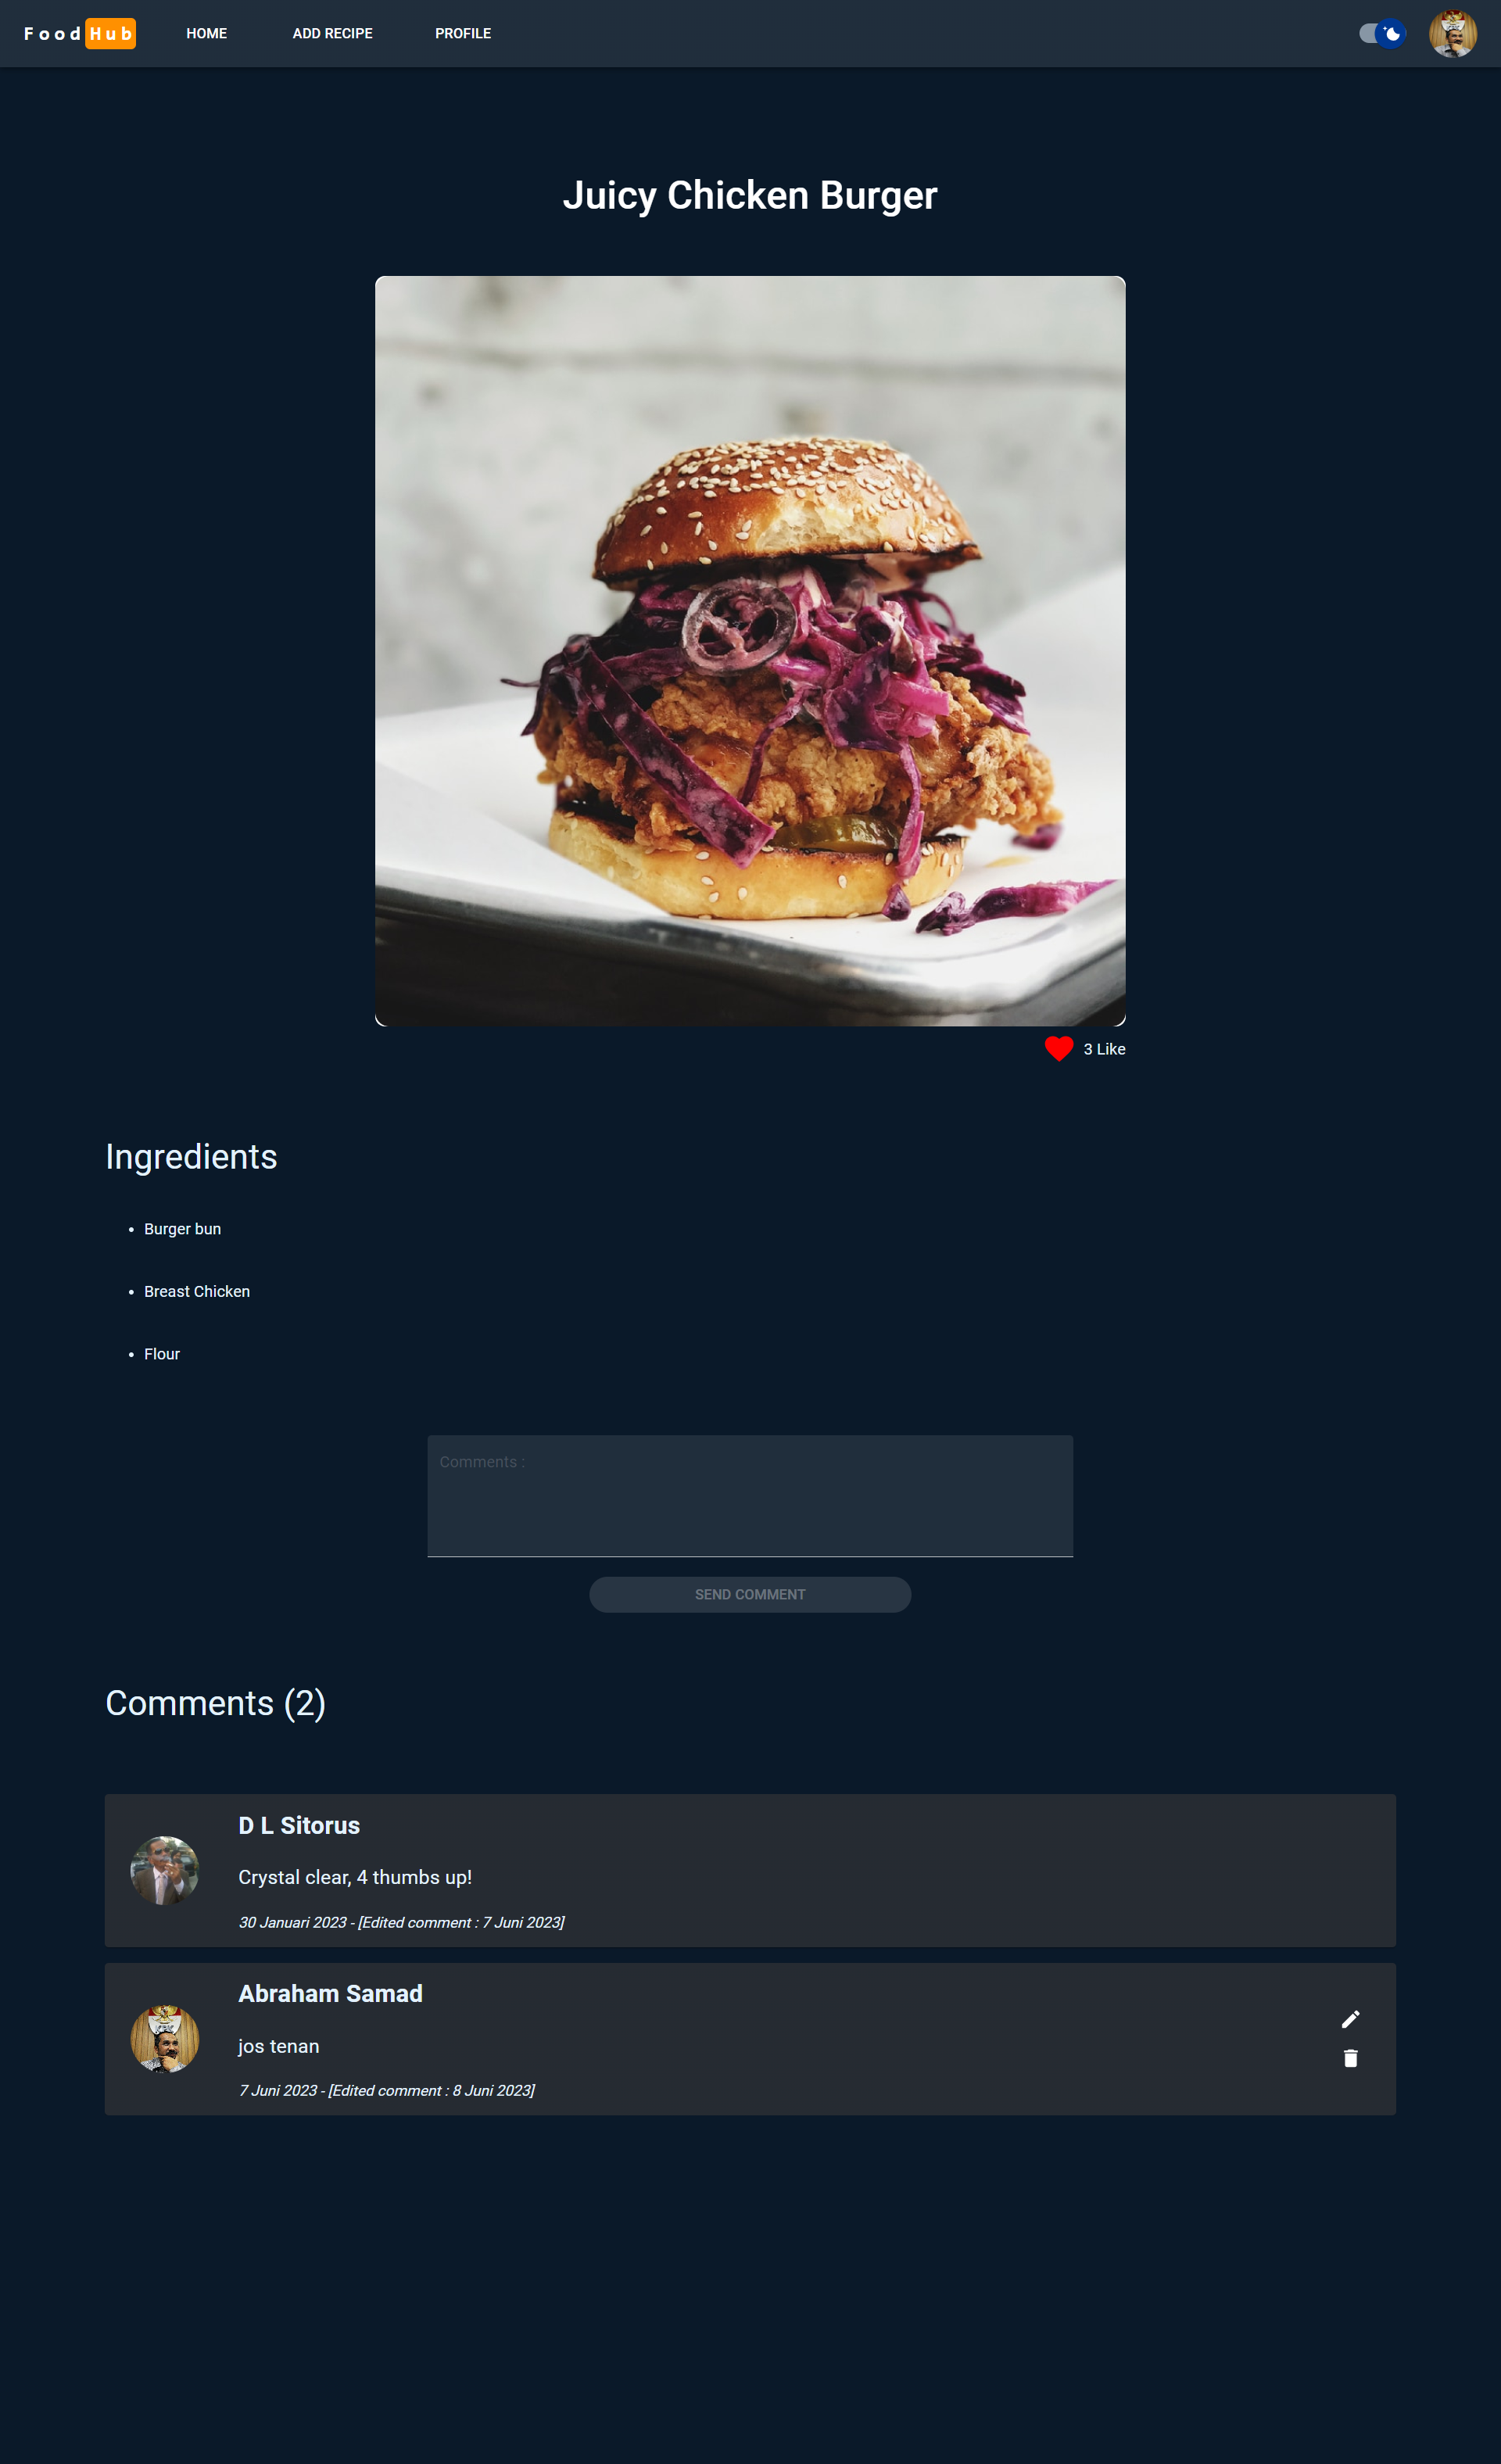 Food Hub
HOME
ADD RECIPE
PROFILE
Juicy Chicken Burger
3 Like
Ingredients
• Burger bun
• Breast Chicken
• Flour
Comments :
SEND COMMENT
Comments (2)
D L Sitorus
Crystal clear, 4 thumbs up!
30 Januari 2023 - [Edited comment : 7 Juni 2023]
Abraham Samad
jos tenan
7 Juni 2023 - [Edited comment : 8 Juni 2023]